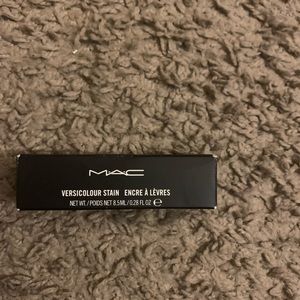 MAC
VERSICOLOUR STAIN ENCRE À LÈVRES
NET WT. / POIDS NET 8.5ML / 0.28 FL OZ ℮